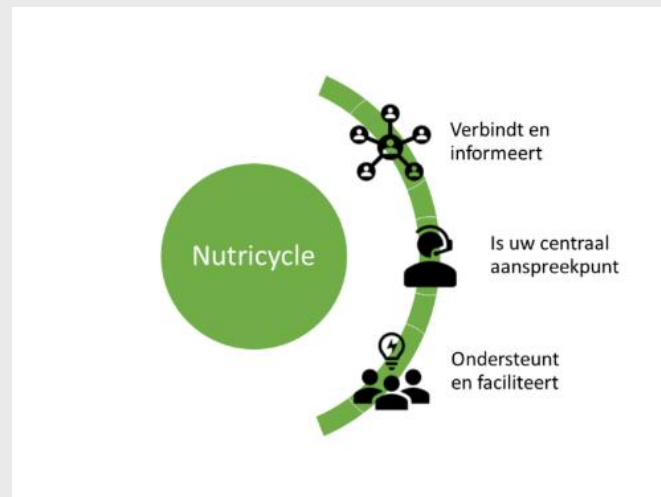 Nutricycle
Verbindt en
informeert
Is uw centraal
aanspreekpunt
Ondersteunt
en faciliteert